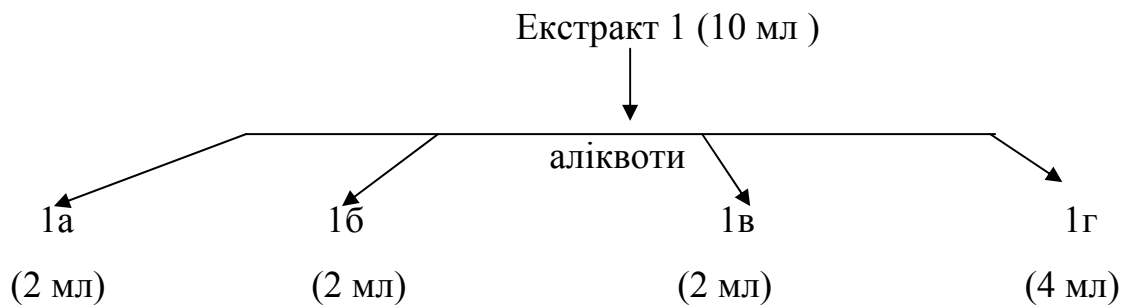 Екстракт 1 (10 мл )
аліквоти
1а 1б 1в 1г
(2 мл) (2 мл) (2 мл) (4 мл)